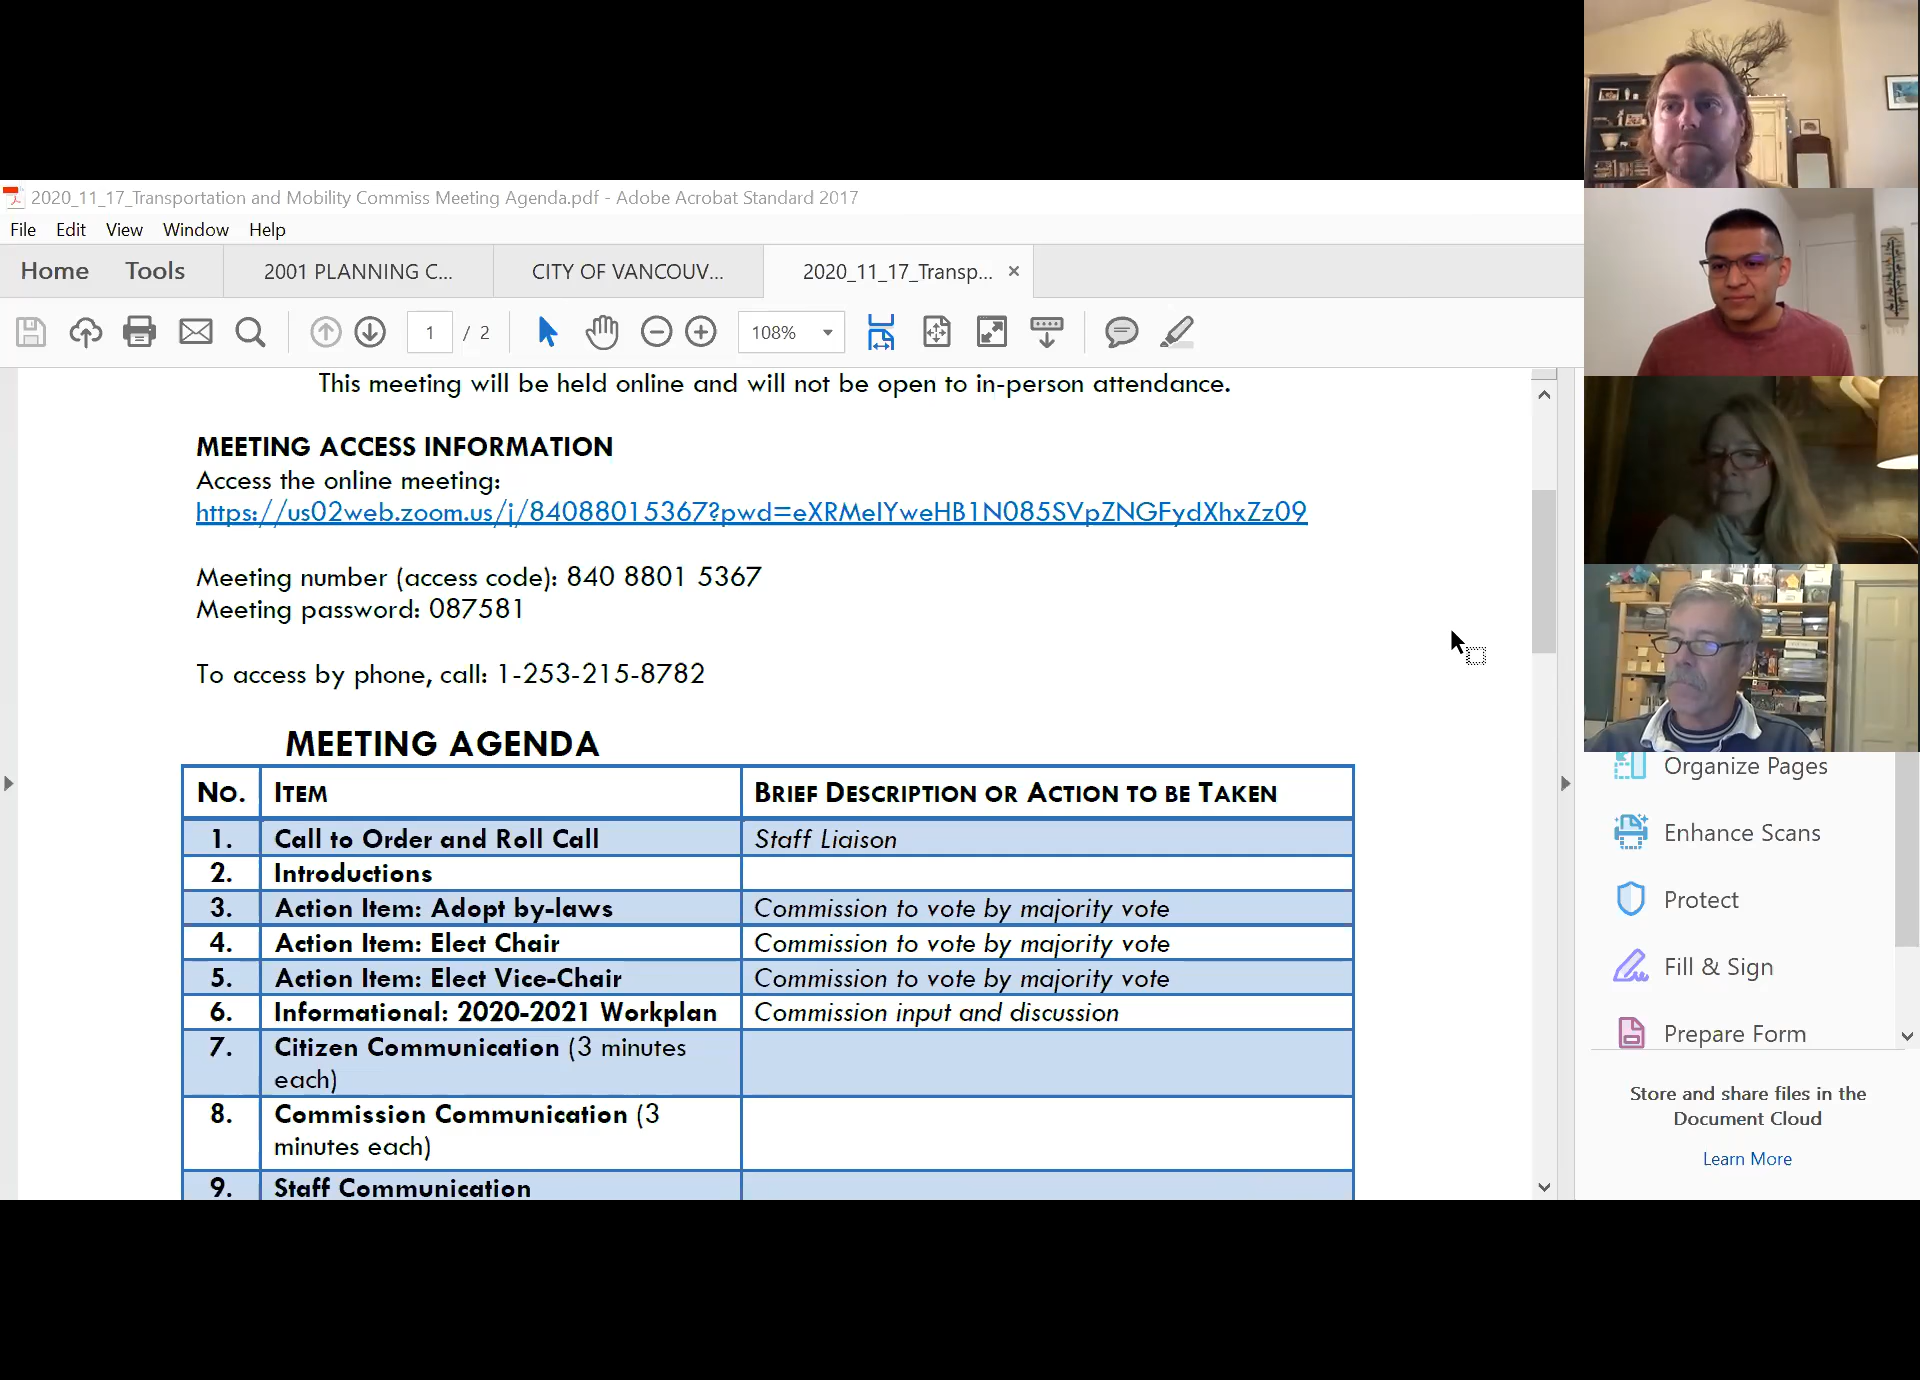 2020_11_17_Transportation and Mobility Commiss Meeting Agenda.pdf - Adobe Acrobat Standard 2017
File Edit View Window Help
Home Tools 2001 PLANNING C... CITY OF VANCOUV... 2020_11_17_Transp... ×
1 / 2 108%
This meeting will be held online and will not be open to in-person attendance.
MEETING ACCESS INFORMATION
Access the online meeting:
https://us02web.zoom.us/j/84088015367?pwd=eXRMelYweHB1N085SVpZNGFydXhxZz09
Meeting number (access code): 840 8801 5367
Meeting password: 087581
To access by phone, call: 1-253-215-8782
MEETING AGENDA
NO. ITEM BRIEF DESCRIPTION OR ACTION TO BE TAKEN
1. Call to Order and Roll Call Staff Liaison
2. Introductions
3. Action Item: Adopt by-laws Commission to vote by majority vote
4. Action Item: Elect Chair Commission to vote by majority vote
5. Action Item: Elect Vice-Chair Commission to vote by majority vote
6. Informational: 2020-2021 Workplan Commission input and discussion
7. Citizen Communication (3 minutes
each)
8. Commission Communication (3
minutes each)
9. Staff Communication
Organize Pages
Enhance Scans
Protect
Fill & Sign
Prepare Form
Store and share files in the
Document Cloud
Learn More